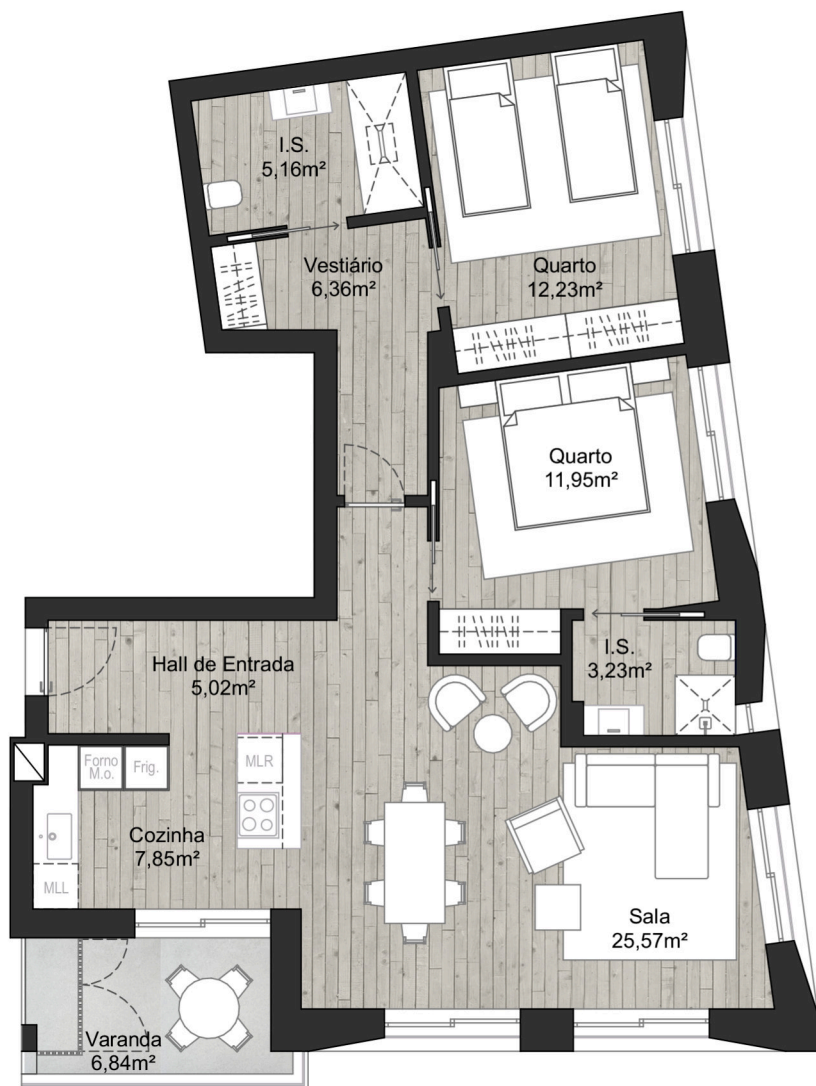 I.S.
5,16m²
Vestiário
6,36m²
Quarto
12,23m²
Quarto
11,95m²
Hall de Entrada
5,02m²
I.S.
3,23m²
Forno
M.o.
Frig.
MLR
Cozinha
7,85m²
MLL
Sala
25,57m²
Varanda
6,84m²